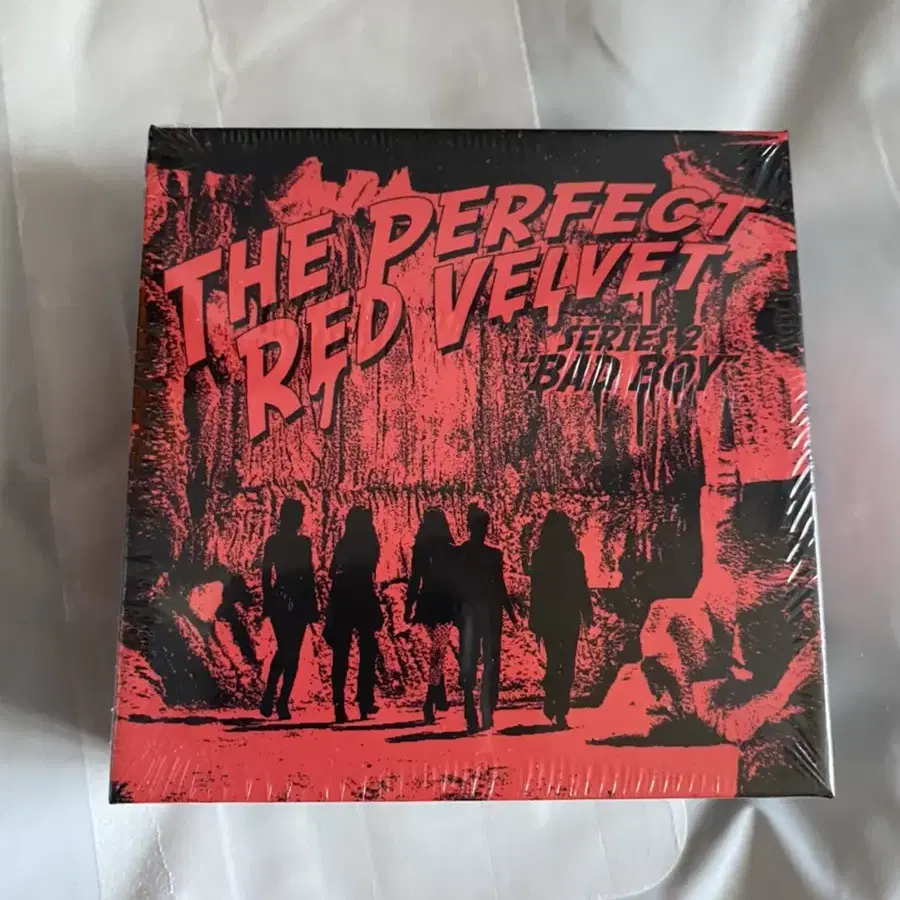 THE PERFECT
RED VELVET
SERIES 2
"BAD BOY"